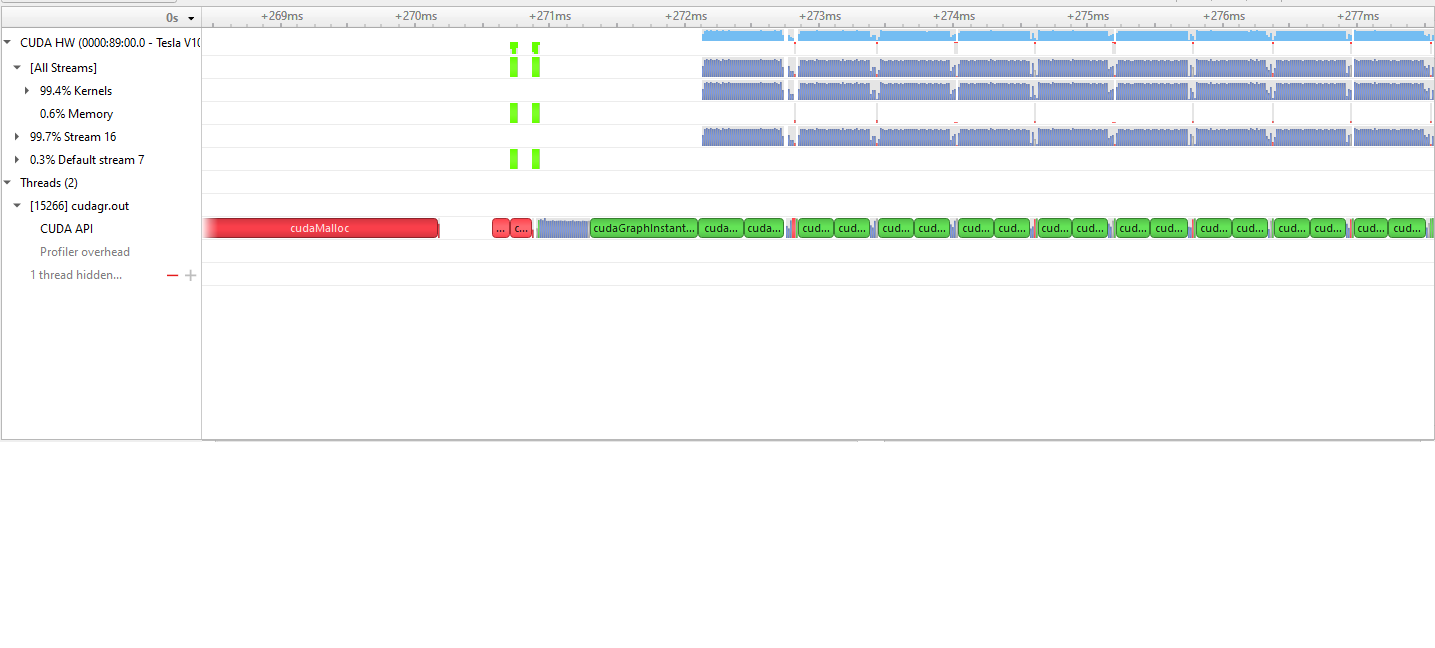 0s +269ms +270ms +271ms +272ms +273ms +274ms +275ms +276ms +277ms
CUDA HW (0000:89:00.0 - Tesla V10
[All Streams]
99.4% Kernels
0.6% Memory
99.7% Stream 16
0.3% Default stream 7
Threads (2)
[15266] cudagr.out
CUDA API cudaMalloc ... c... cudaGraphInstant... cuda... cuda... cud... cud... cud... cud... cud... cud... cud... cud... cud... cud... cud... cud... cud... cud... cud... cud...
Profiler overhead
1 thread hidden...